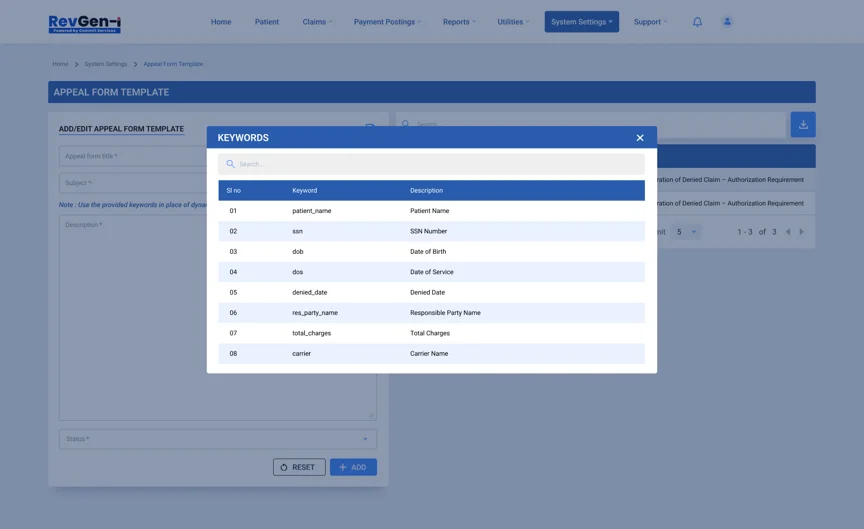 RevGen-i
Powered by Commit Services
Home Patient Claims Payment Postings Reports Utilities System Settings Support
Home System Settings Appeal Form Template
APPEAL FORM TEMPLATE
ADD/EDIT APPEAL FORM TEMPLATE
Search...
Appeal form title *
Subject *
Note : Use the provided keywords in place of
Description *
Status *
RESET
ADD
KEYWORDS
Search...
Sl no Keyword Description
01 patient_name Patient Name
02 ssn SSN Number
03 dob Date of Birth
04 dos Date of Service
05 denied_date Denied Date
06 res_party_name Responsible Party Name
07 total_charges Total Charges
08 carrier Carrier Name
of Denied Claim – Authorization Requirement
of Denied Claim – Authorization Requirement
5 1 - 3 of 3